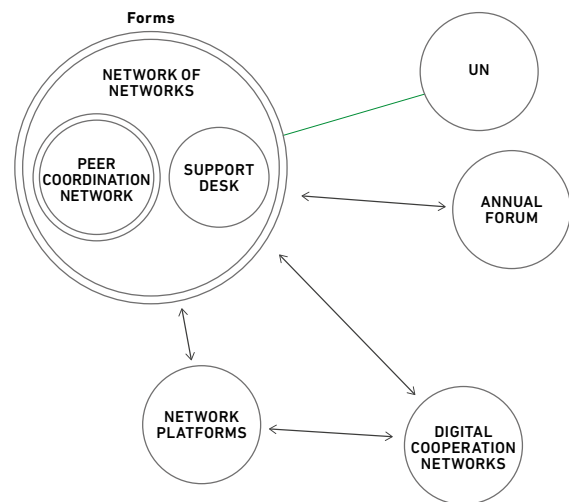 Forms
NETWORK OF
NETWORKS
PEER
COORDINATION
NETWORK
SUPPORT
DESK
UN
ANNUAL
FORUM
NETWORK
PLATFORMS
DIGITAL
COOPERATION
NETWORKS